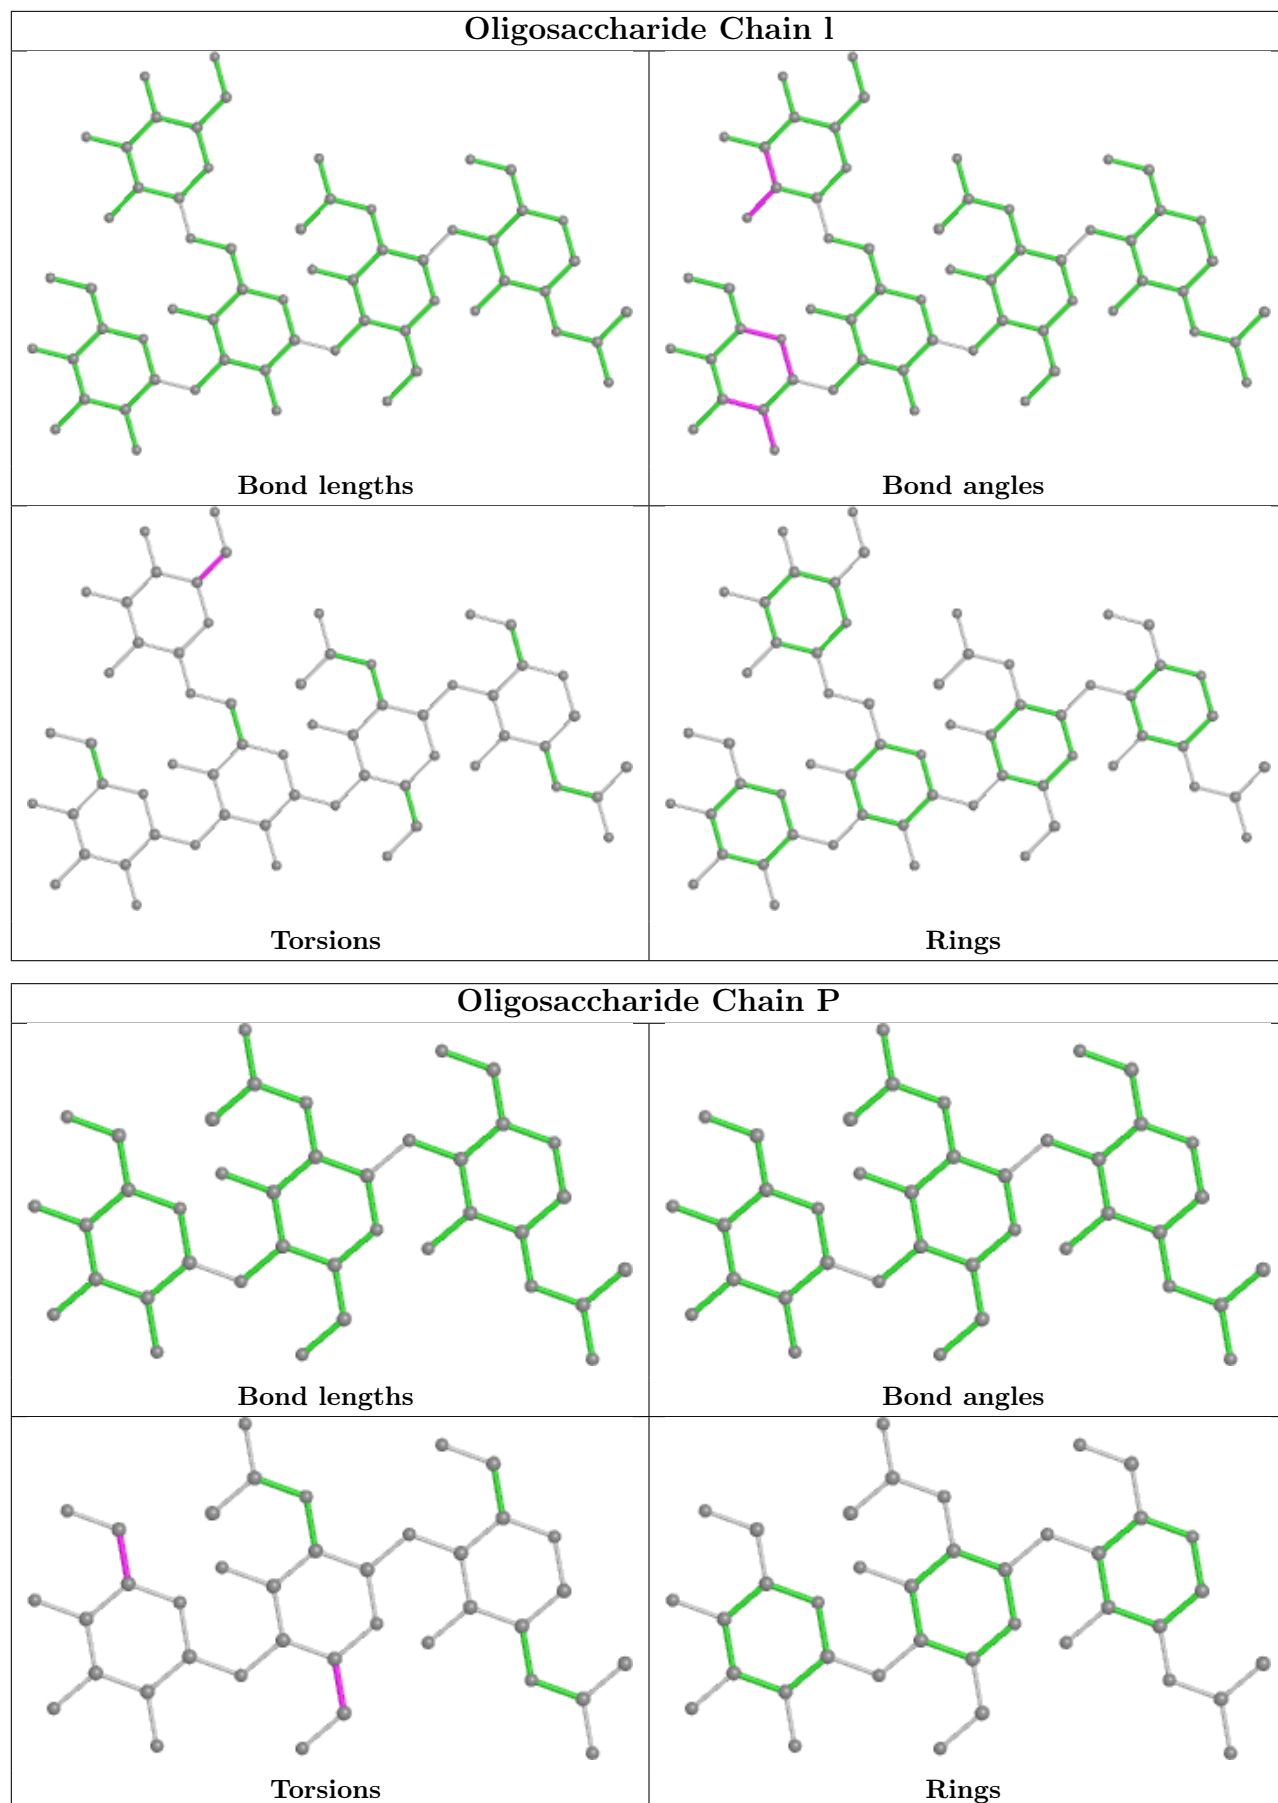 Oligosaccharide Chain l
Bond lengths
Bond angles
Torsions
Rings
Oligosaccharide Chain P
Bond lengths
Bond angles
Torsions
Rings